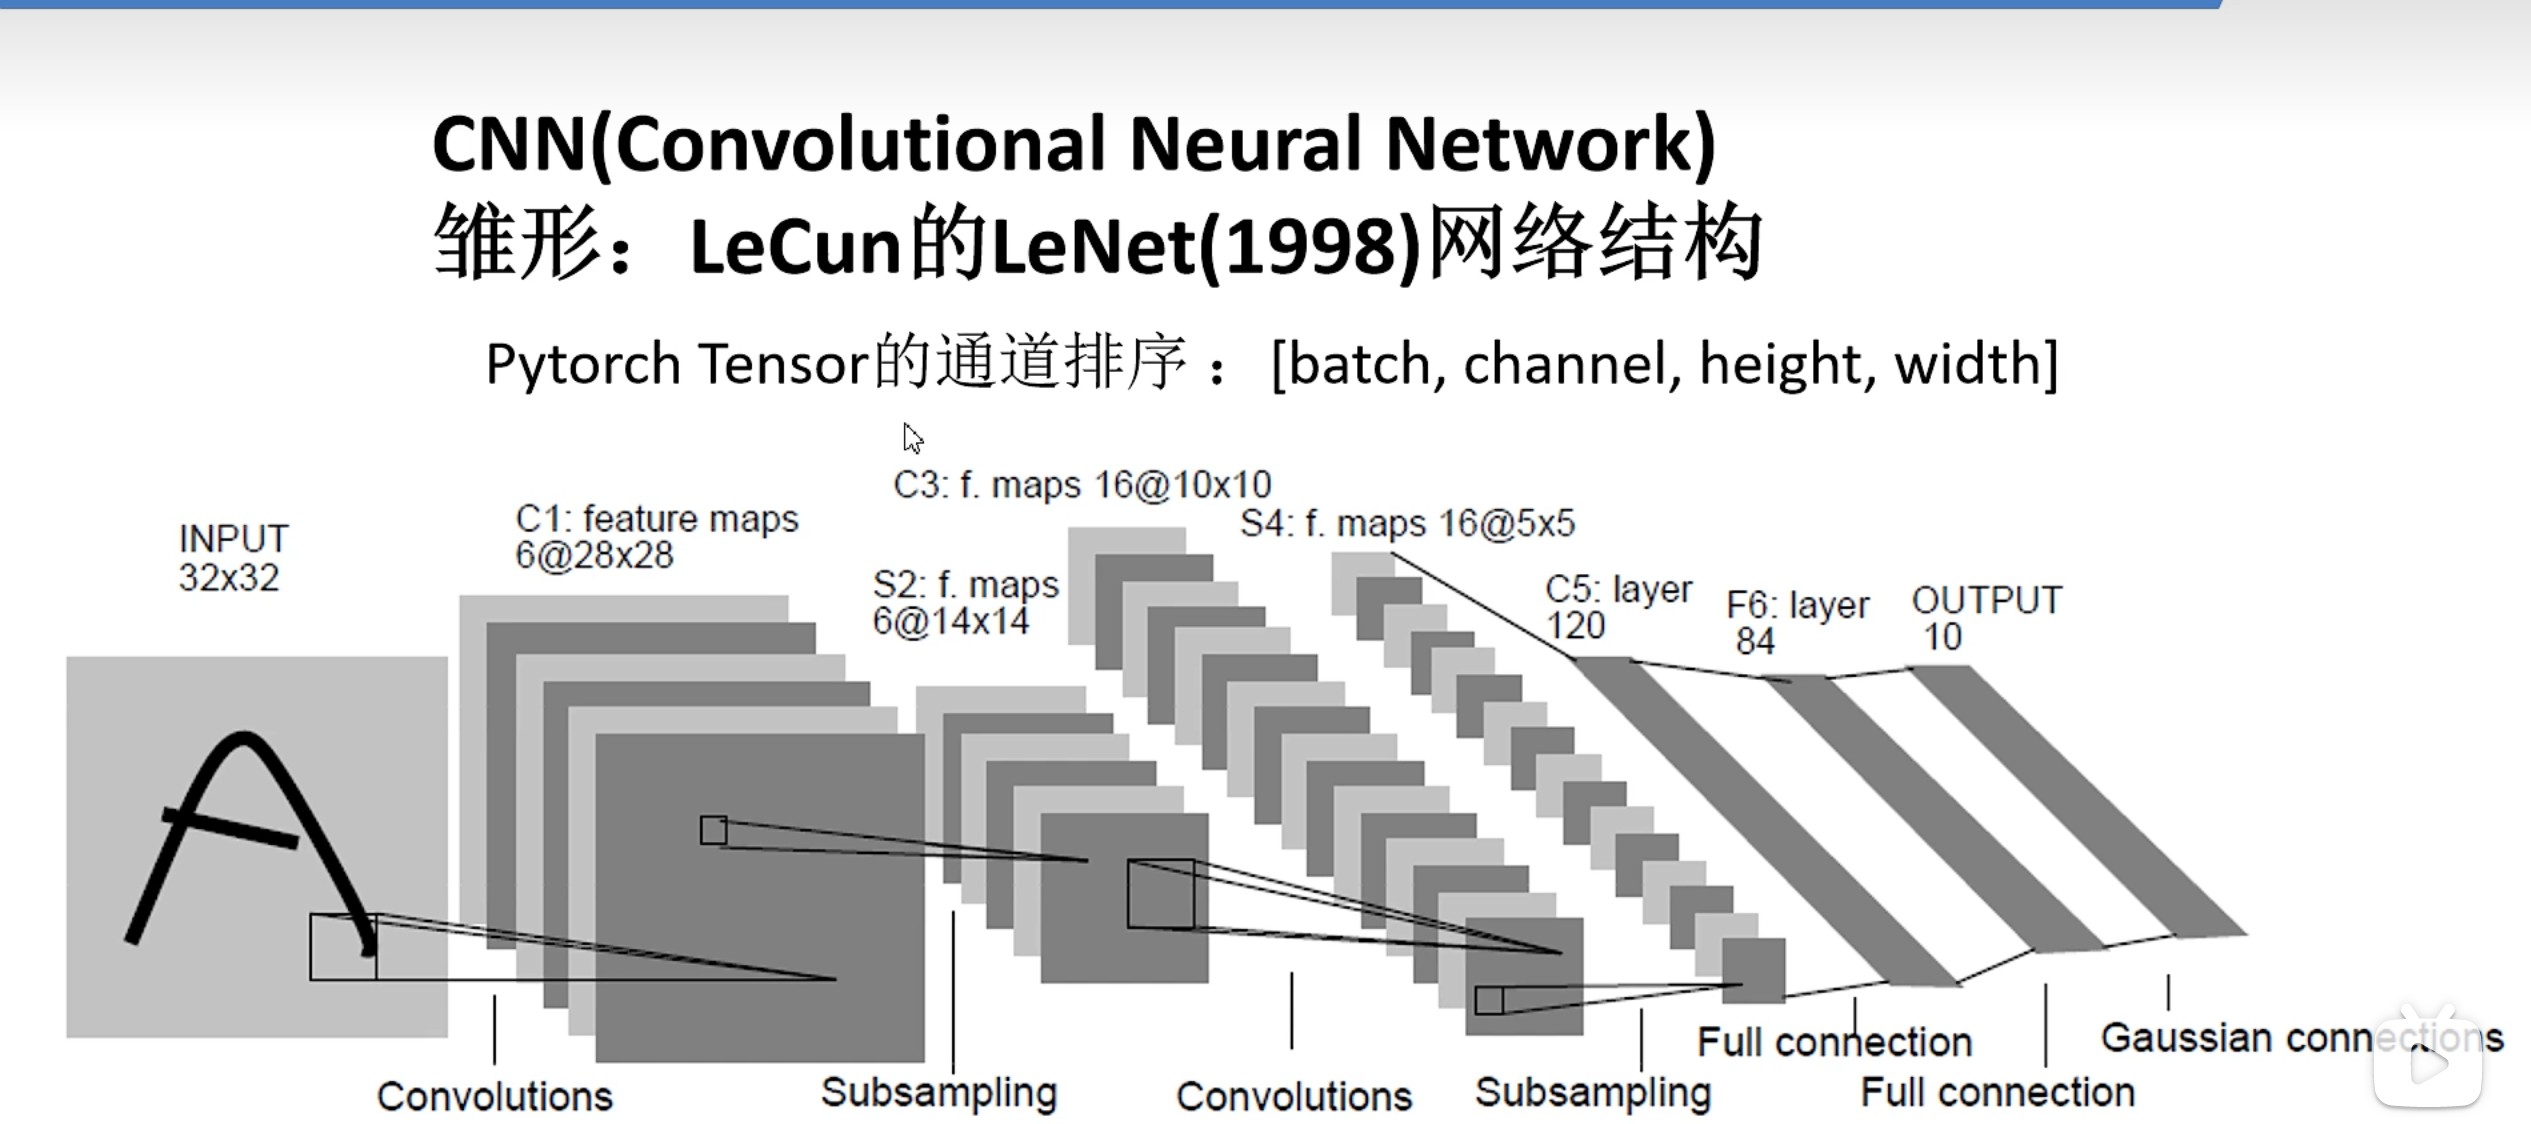 CNN(Convolutional Neural Network)
雏形：LeCun的LeNet(1998)网络结构
Pytorch Tensor的通道排序：[batch, channel, height, width]
INPUT
32x32
C1: feature maps
6@28x28
S2: f. maps
6@14x14
C3: f. maps 16@10x10
S4: f. maps 16@5x5
C5: layer
120
F6: layer
84
OUTPUT
10
Convolutions
Subsampling
Convolutions
Subsampling
Full connection
Full connection
Gaussian connections